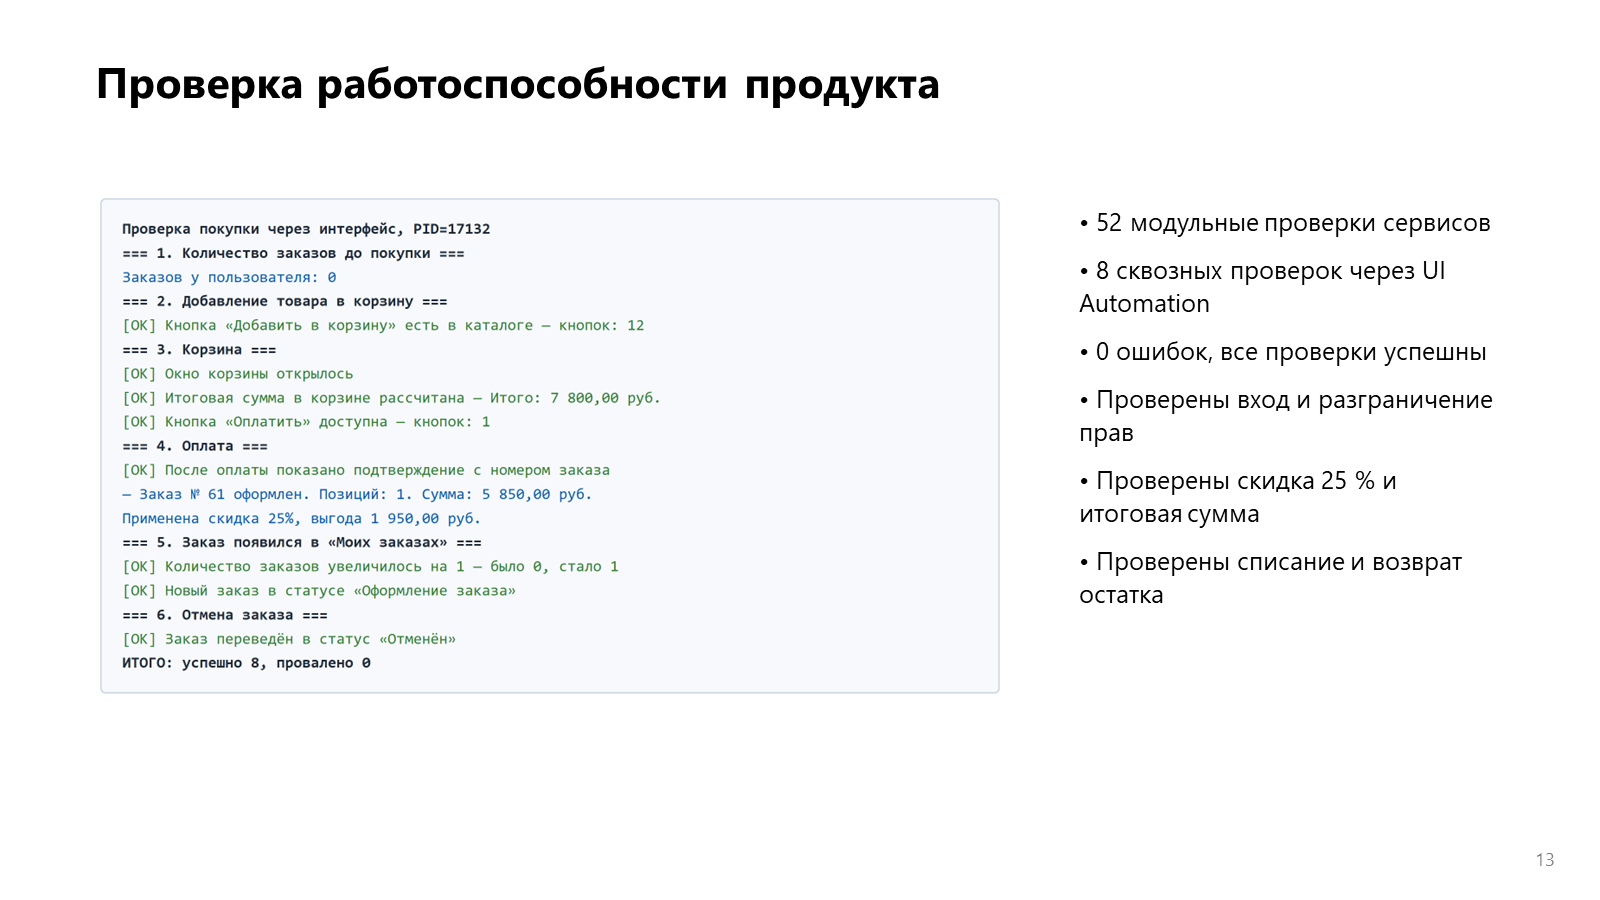 Проверка работоспособности продукта
Проверка покупки через интерфейс, PID=17132
=== 1. Количество заказов до покупки ===
Заказов у пользователя: 0
=== 2. Добавление товара в корзину ===
[OK] Кнопка «Добавить в корзину» есть в каталоге — кнопок: 12
=== 3. Корзина ===
[OK] Окно корзины открылось
[OK] Итоговая сумма в корзине рассчитана — Итого: 7 800,00 руб.
[OK] Кнопка «Оплатить» доступна — кнопок: 1
=== 4. Оплата ===
[OK] После оплаты показано подтверждение с номером заказа
— Заказ № 61 оформлен. Позиций: 1. Сумма: 5 850,00 руб.
Применена скидка 25%, выгода 1 950,00 руб.
=== 5. Заказ появился в «Моих заказах» ===
[OK] Количество заказов увеличилось на 1 — было 0, стало 1
[OK] Новый заказ в статусе «Оформление заказа»
=== 6. Отмена заказа ===
[OK] Заказ переведён в статус «Отменён»
ИТОГО: успешно 8, провалено 0
• 52 модульные проверки сервисов
• 8 сквозных проверок через UI
Automation
• 0 ошибок, все проверки успешны
• Проверены вход и разграничение
прав
• Проверены скидка 25 % и
итоговая сумма
• Проверены списание и возврат
остатка
13